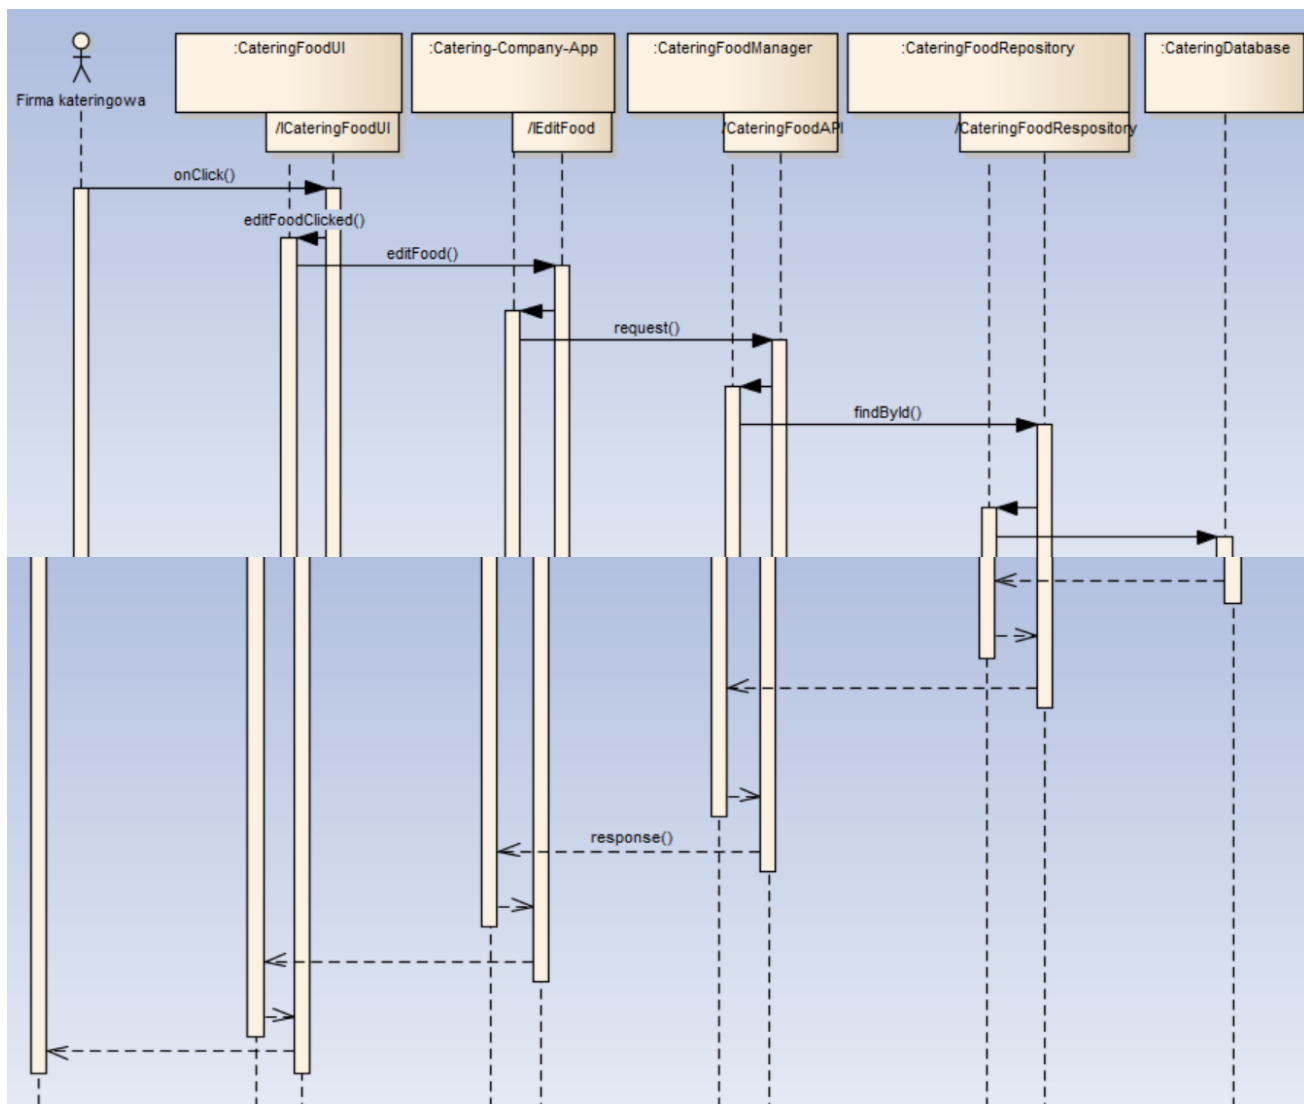 :CateringFoodUI
:Catering-Company-App
:CateringFoodManager
:CateringFoodRepository
:CateringDatabase
Firma kateringowa
/ICateringFoodUI
/IEditFood
/CateringFoodAPI
/CateringFoodRespository
onClick()
editFoodClicked()
editFood()
request()
findById()
response()